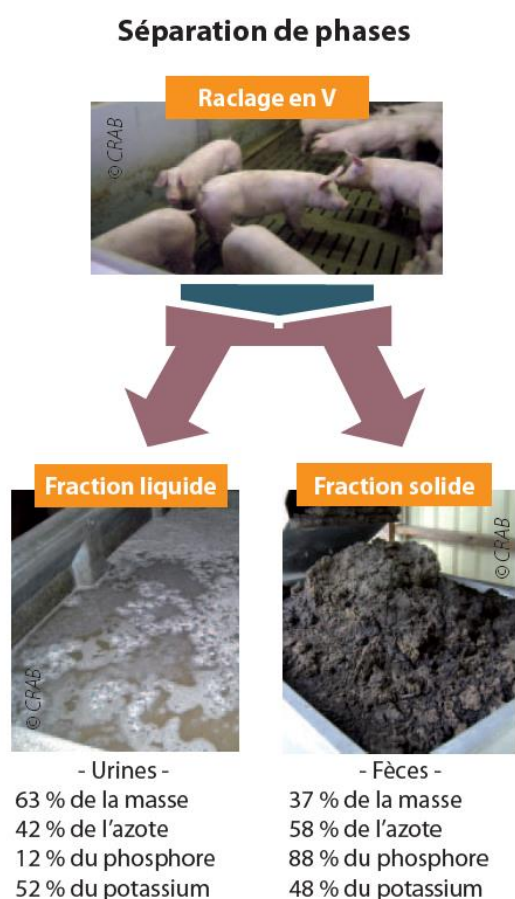 Séparation de phases
Raclage en V
© CRAB
Fraction liquide
Fraction solide
© CRAB
© CRAB
- Urines -
63 % de la masse
42 % de l’azote
12 % du phosphore
52 % du potassium
- Fèces -
37 % de la masse
58 % de l’azote
88 % du phosphore
48 % du potassium